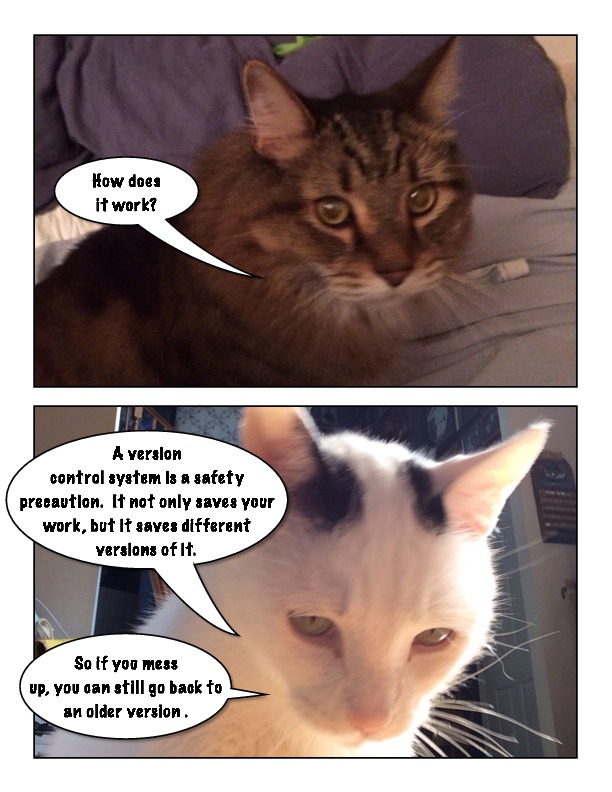 How does
it work?
A version
control system is a safety
precaution. It not only saves your
work, but it saves different
versions of it.
So if you mess
up, you can still go back to
an older version .